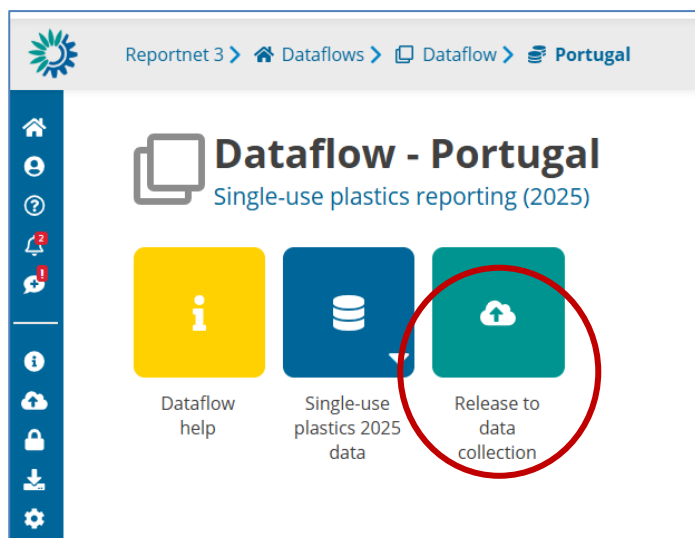 Reportnet 3 Dataflows Dataflow Portugal
Dataflow - Portugal
Single-use plastics reporting (2025)
2
!
Dataflow
help
Single-use
plastics 2025
data
Release to
data
collection